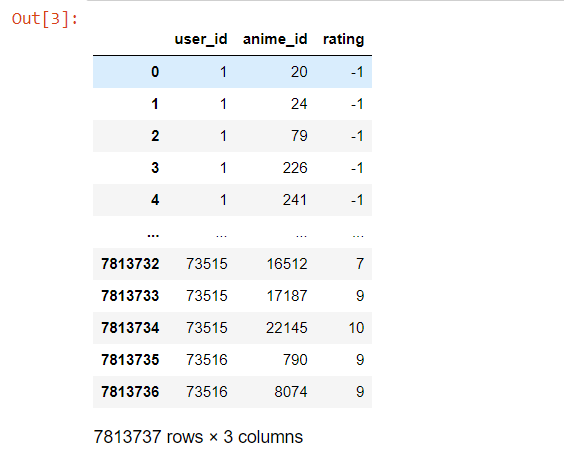 Out[3]:
user_id anime_id rating
0 1 20 -1
1 1 24 -1
2 1 79 -1
3 1 226 -1
4 1 241 -1
... ... ... ...
7813732 73515 16512 7
7813733 73515 17187 9
7813734 73515 22145 10
7813735 73516 790 9
7813736 73516 8074 9
7813737 rows × 3 columns